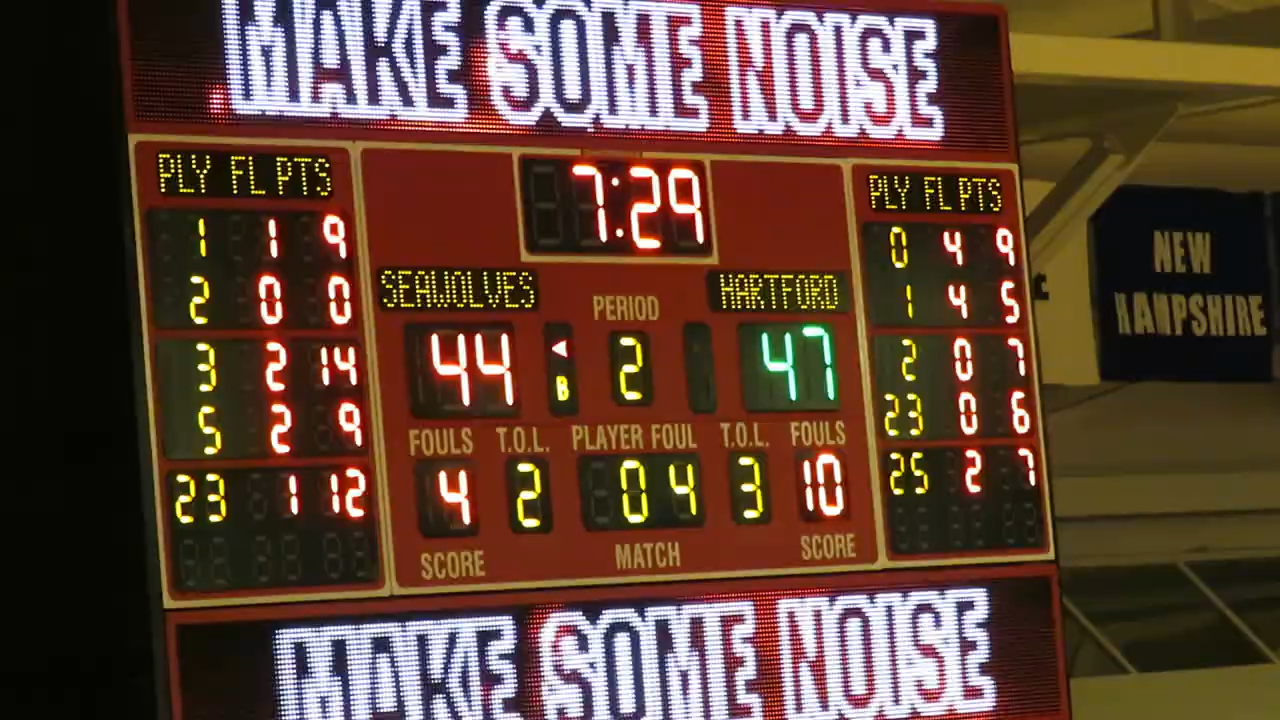 MAKE SOME NOISE
PLY FL PTS
1 1 9
2 0 0
3 2 14
5 2 9
23 1 12
7:29
SEAWOLVES PERIOD HARTFORD
44 B 2 47
FOULS T.O.L. PLAYER FOUL T.O.L. FOULS
4 2 04 3 10
SCORE MATCH SCORE
PLY FL PTS
0 4 9
1 4 5
2 0 7
23 0 6
25 2 7
NEW
HAMPSHIRE
MAKE SOME NOISE